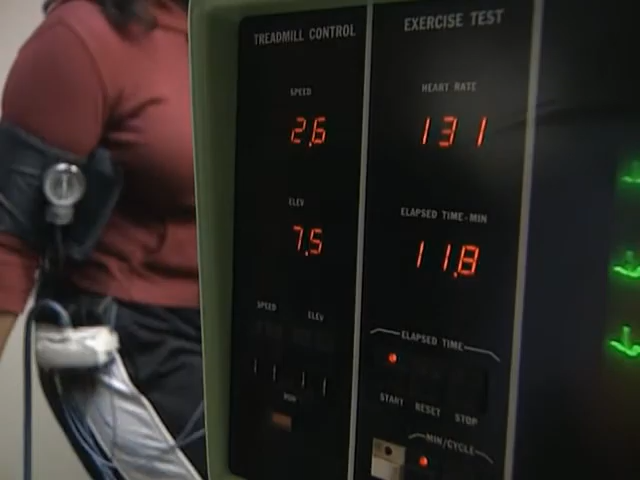 TREADMILL CONTROL
SPEED
2.6
ELEV
7.5
SPEED ELEV
EXERCISE TEST
HEART RATE
131
ELAPSED TIME-MIN
11.8
ELAPSED TIME
START RESET STOP
MIN/CYCLE